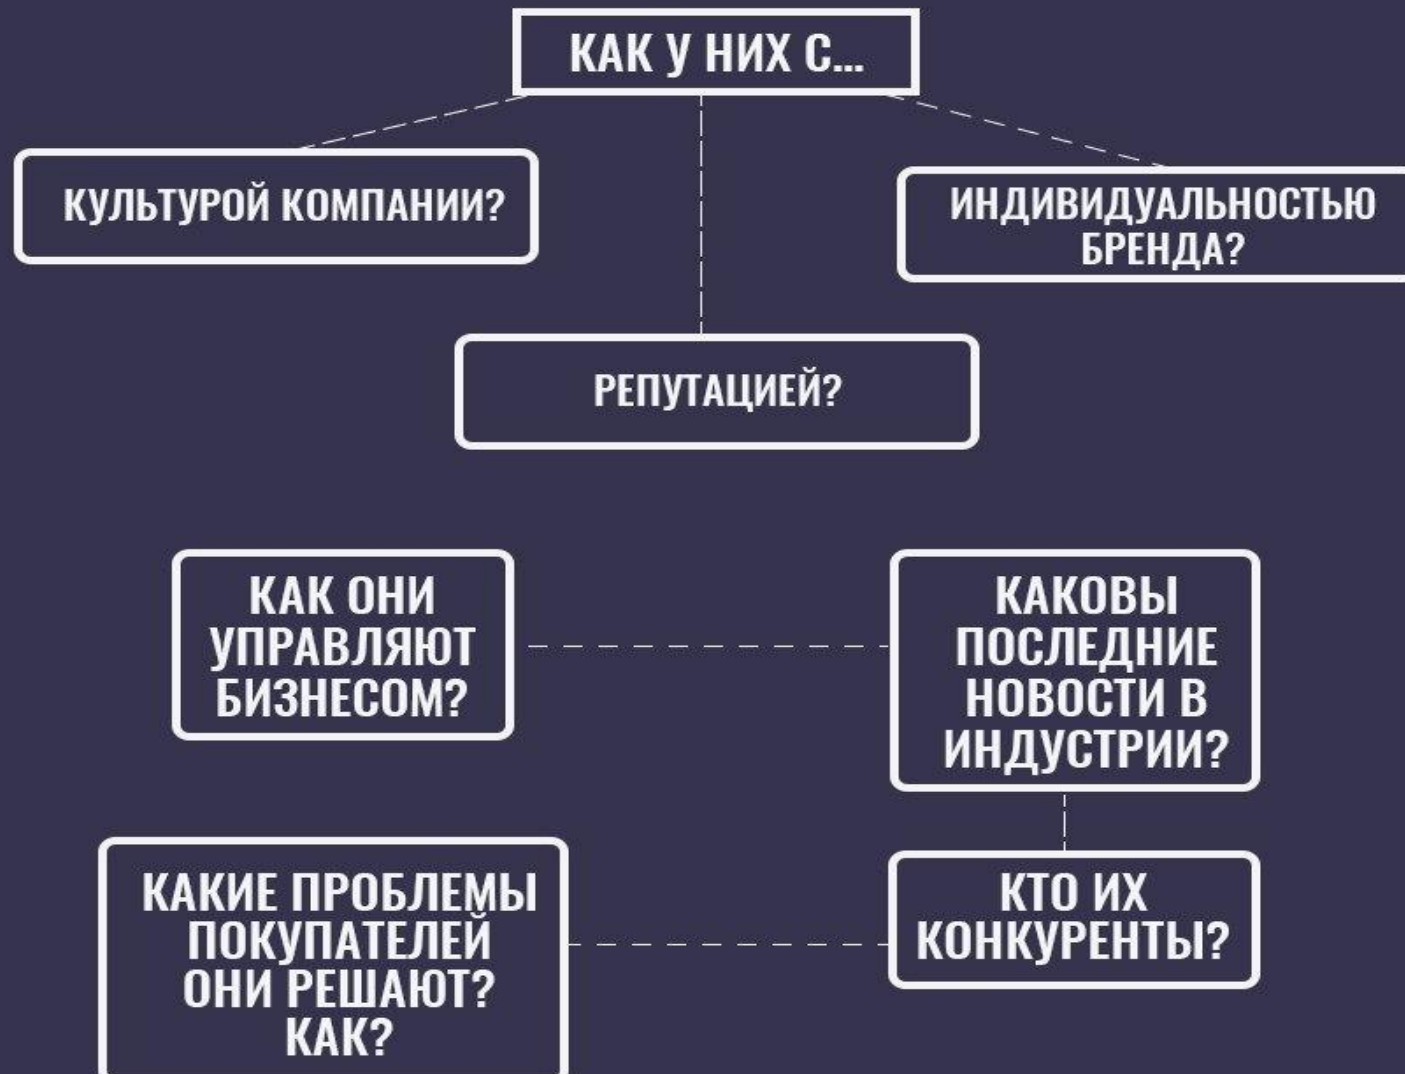 КАК У НИХ С...
КУЛЬТУРОЙ КОМПАНИИ?
ИНДИВИДУАЛЬНОСТЬЮ
БРЕНДА?
РЕПУТАЦИЕЙ?
КАК ОНИ
УПРАВЛЯЮТ
БИЗНЕСОМ?
КАКОВЫ
ПОСЛЕДНИЕ
НОВОСТИ В
ИНДУСТРИИ?
КАКИЕ ПРОБЛЕМЫ
ПОКУПАТЕЛЕЙ
ОНИ РЕШАЮТ?
КАК?
КТО ИХ
КОНКУРЕНТЫ?